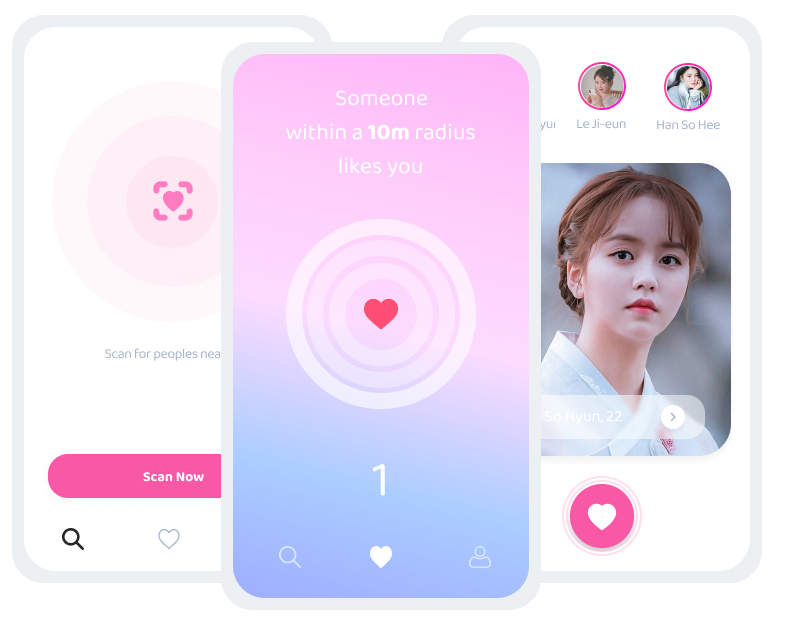 Scan for peoples nea
Scan Now
Someone
within a 10m radius
likes you
1
Le Ji-eun
Han So Hee
So Hyun, 22